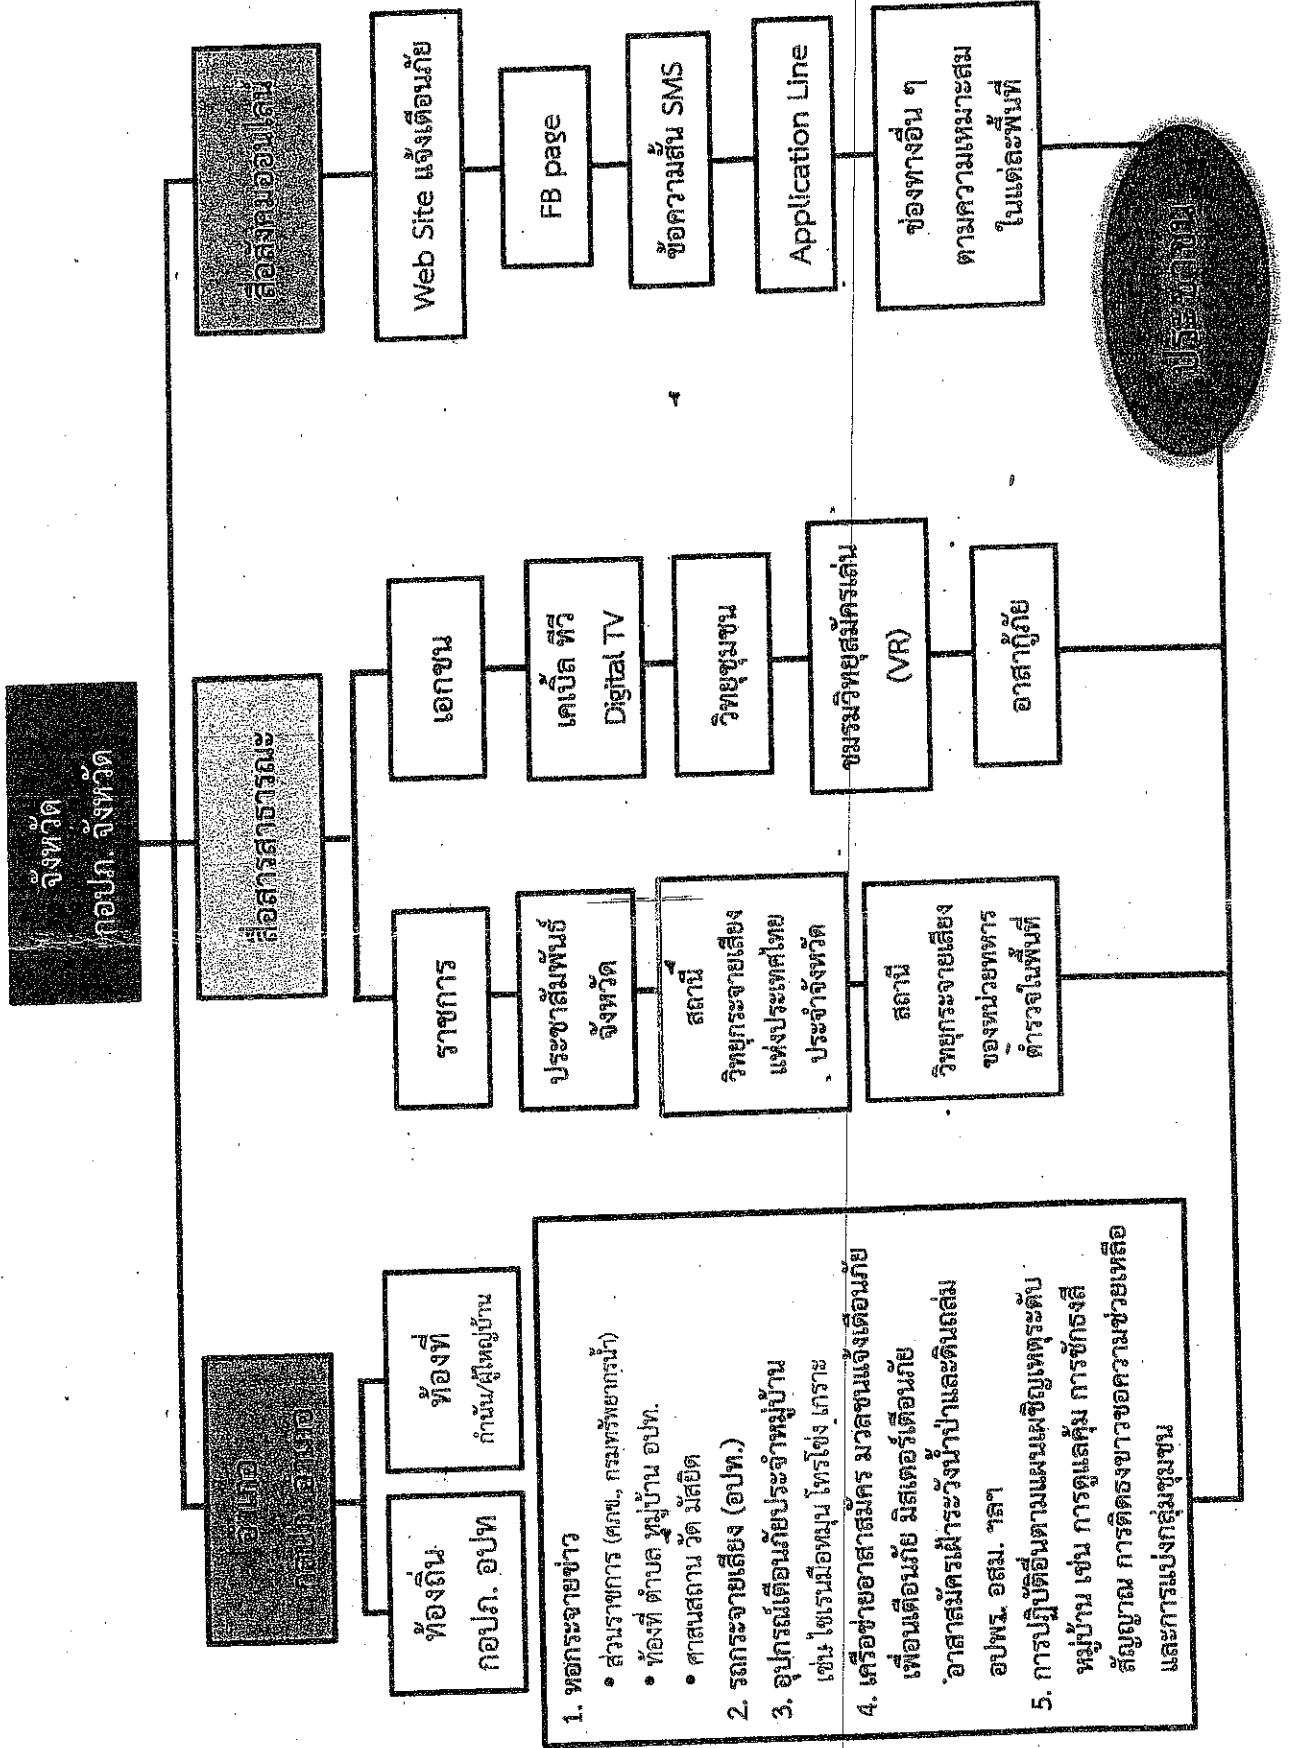 จังหวัด
กอปภ. จังหวัด
อำเภอ
กอปภ. อำเภอ
ท้องถิ่น
กอปภ. อปท
ท้องที่
กำนัน/ผู้ใหญ่บ้าน
1. หอกระจายข่าว
• ส่วนราชการ (ศภข., กรมทรัพยากรน้ำ)
• ท้องที่ ตำบล หมู่บ้าน อปท.
• ศาสนสถาน วัด มัสยิด
2. รถกระจายเสียง (อปท.)
3. อุปกรณ์เตือนภัยประจำหมู่บ้าน
เช่น ไซเรนมือหมุน โทรโข่ง เกราะ
4. เครือข่ายอาสาสมัคร มวลชนแจ้งเตือนภัย
เพื่อนเตือนภัย มิสเตอร์เตือนภัย
อาสาสมัครเฝ้าระวังน้ำป่าและดินถล่ม
อปพร. อสม. ฯลฯ
5. การปฏิบัติอื่นตามแผนเผชิญเหตุระดับ
หมู่บ้าน เช่น การดูแลคุ้ม การชักธงสี
สัญญาณ การติดธงขาวขอความช่วยเหลือ
และการแบ่งกลุ่มชุมชน
สื่อสารสาธารณะ
ราชการ
ประชาสัมพันธ์
จังหวัด
สถานี
วิทยุกระจายเสียง
แห่งประเทศไทย
ประจำจังหวัด
สถานี
วิทยุกระจายเสียง
ของหน่วยทหาร
ตำรวจในพื้นที่
เอกชน
เคเบิ้ล ทีวี
Digital TV
วิทยุชุมชน
ชมรมวิทยุสมัครเล่น
(VR)
อาสากู้ภัย
สื่อสังคมออนไลน์
Web Site แจ้งเตือนภัย
FB page
ข้อความสั้น SMS
Application Line
ช่องทางอื่น ๆ
ตามความเหมาะสม
ในแต่ละพื้นที่
ประชาชน